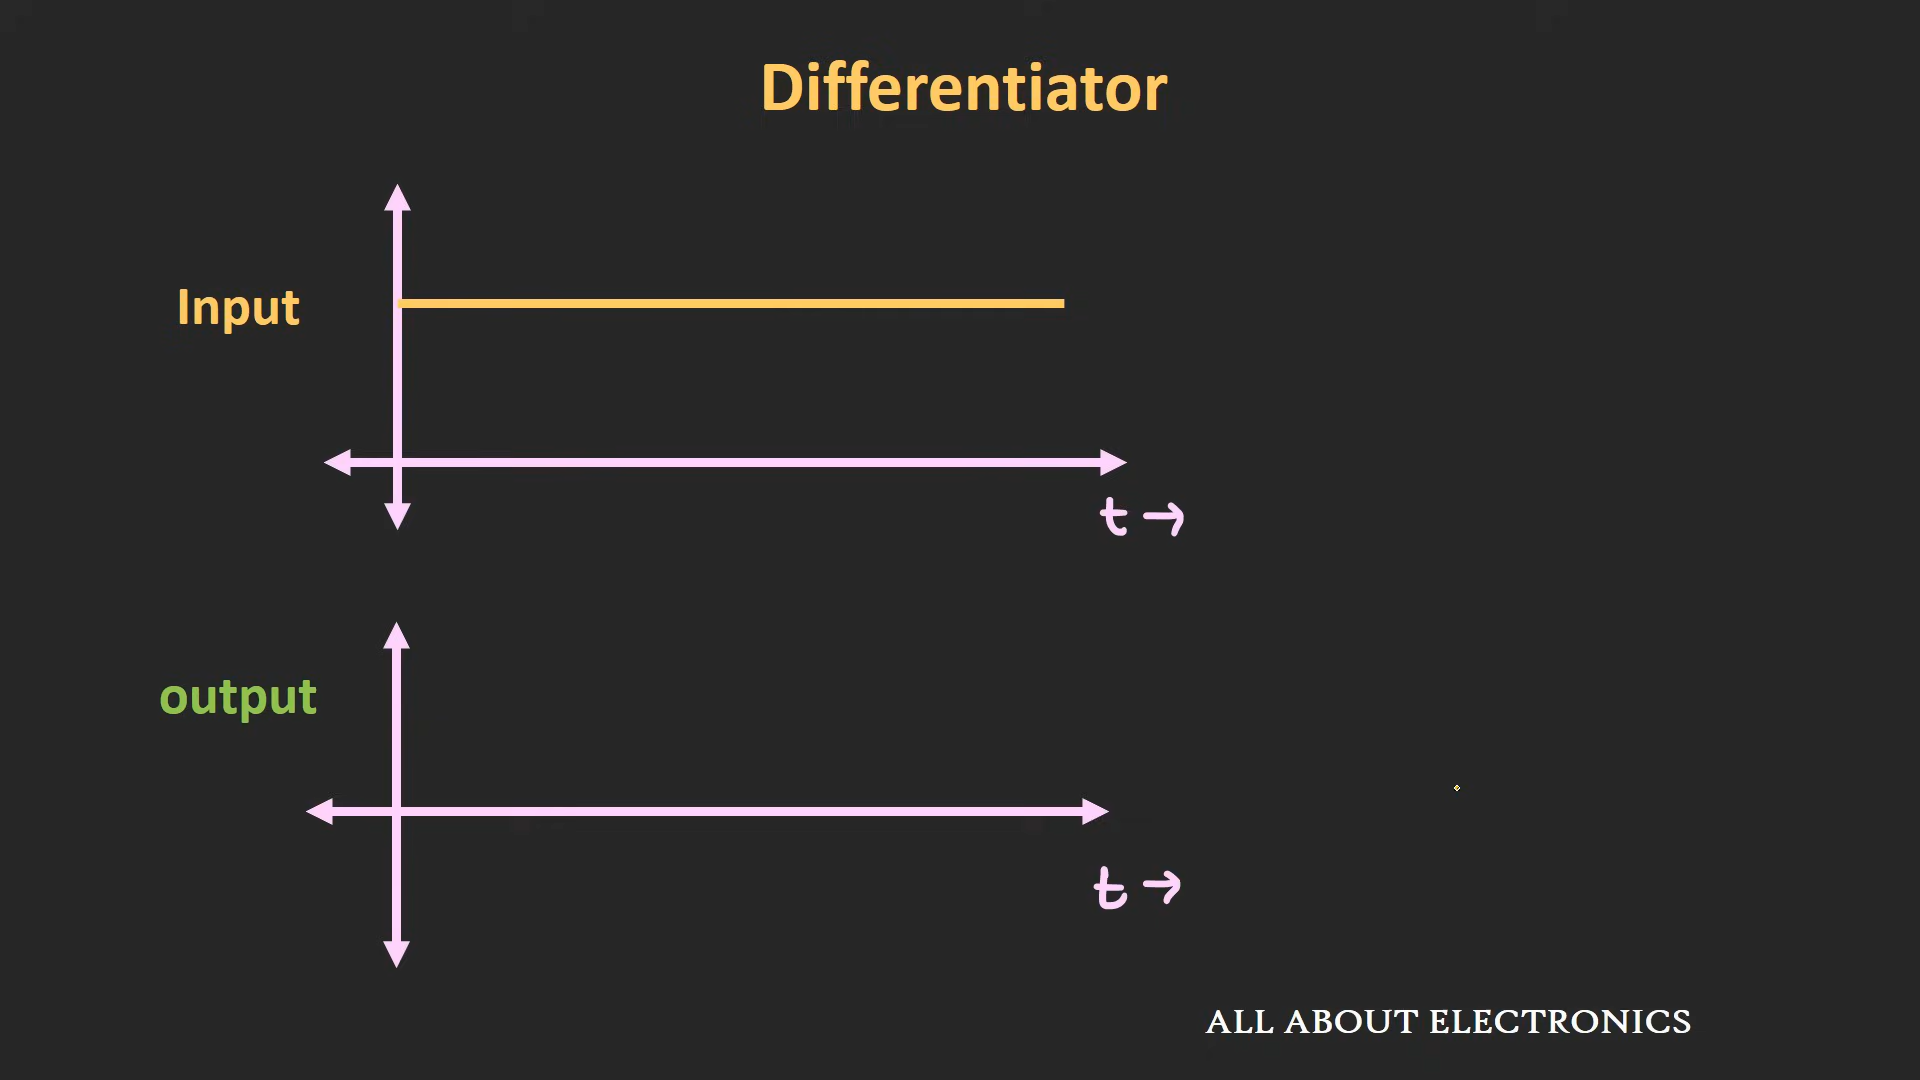 Differentiator
Input
t →
output
t →
ALL ABOUT ELECTRONICS